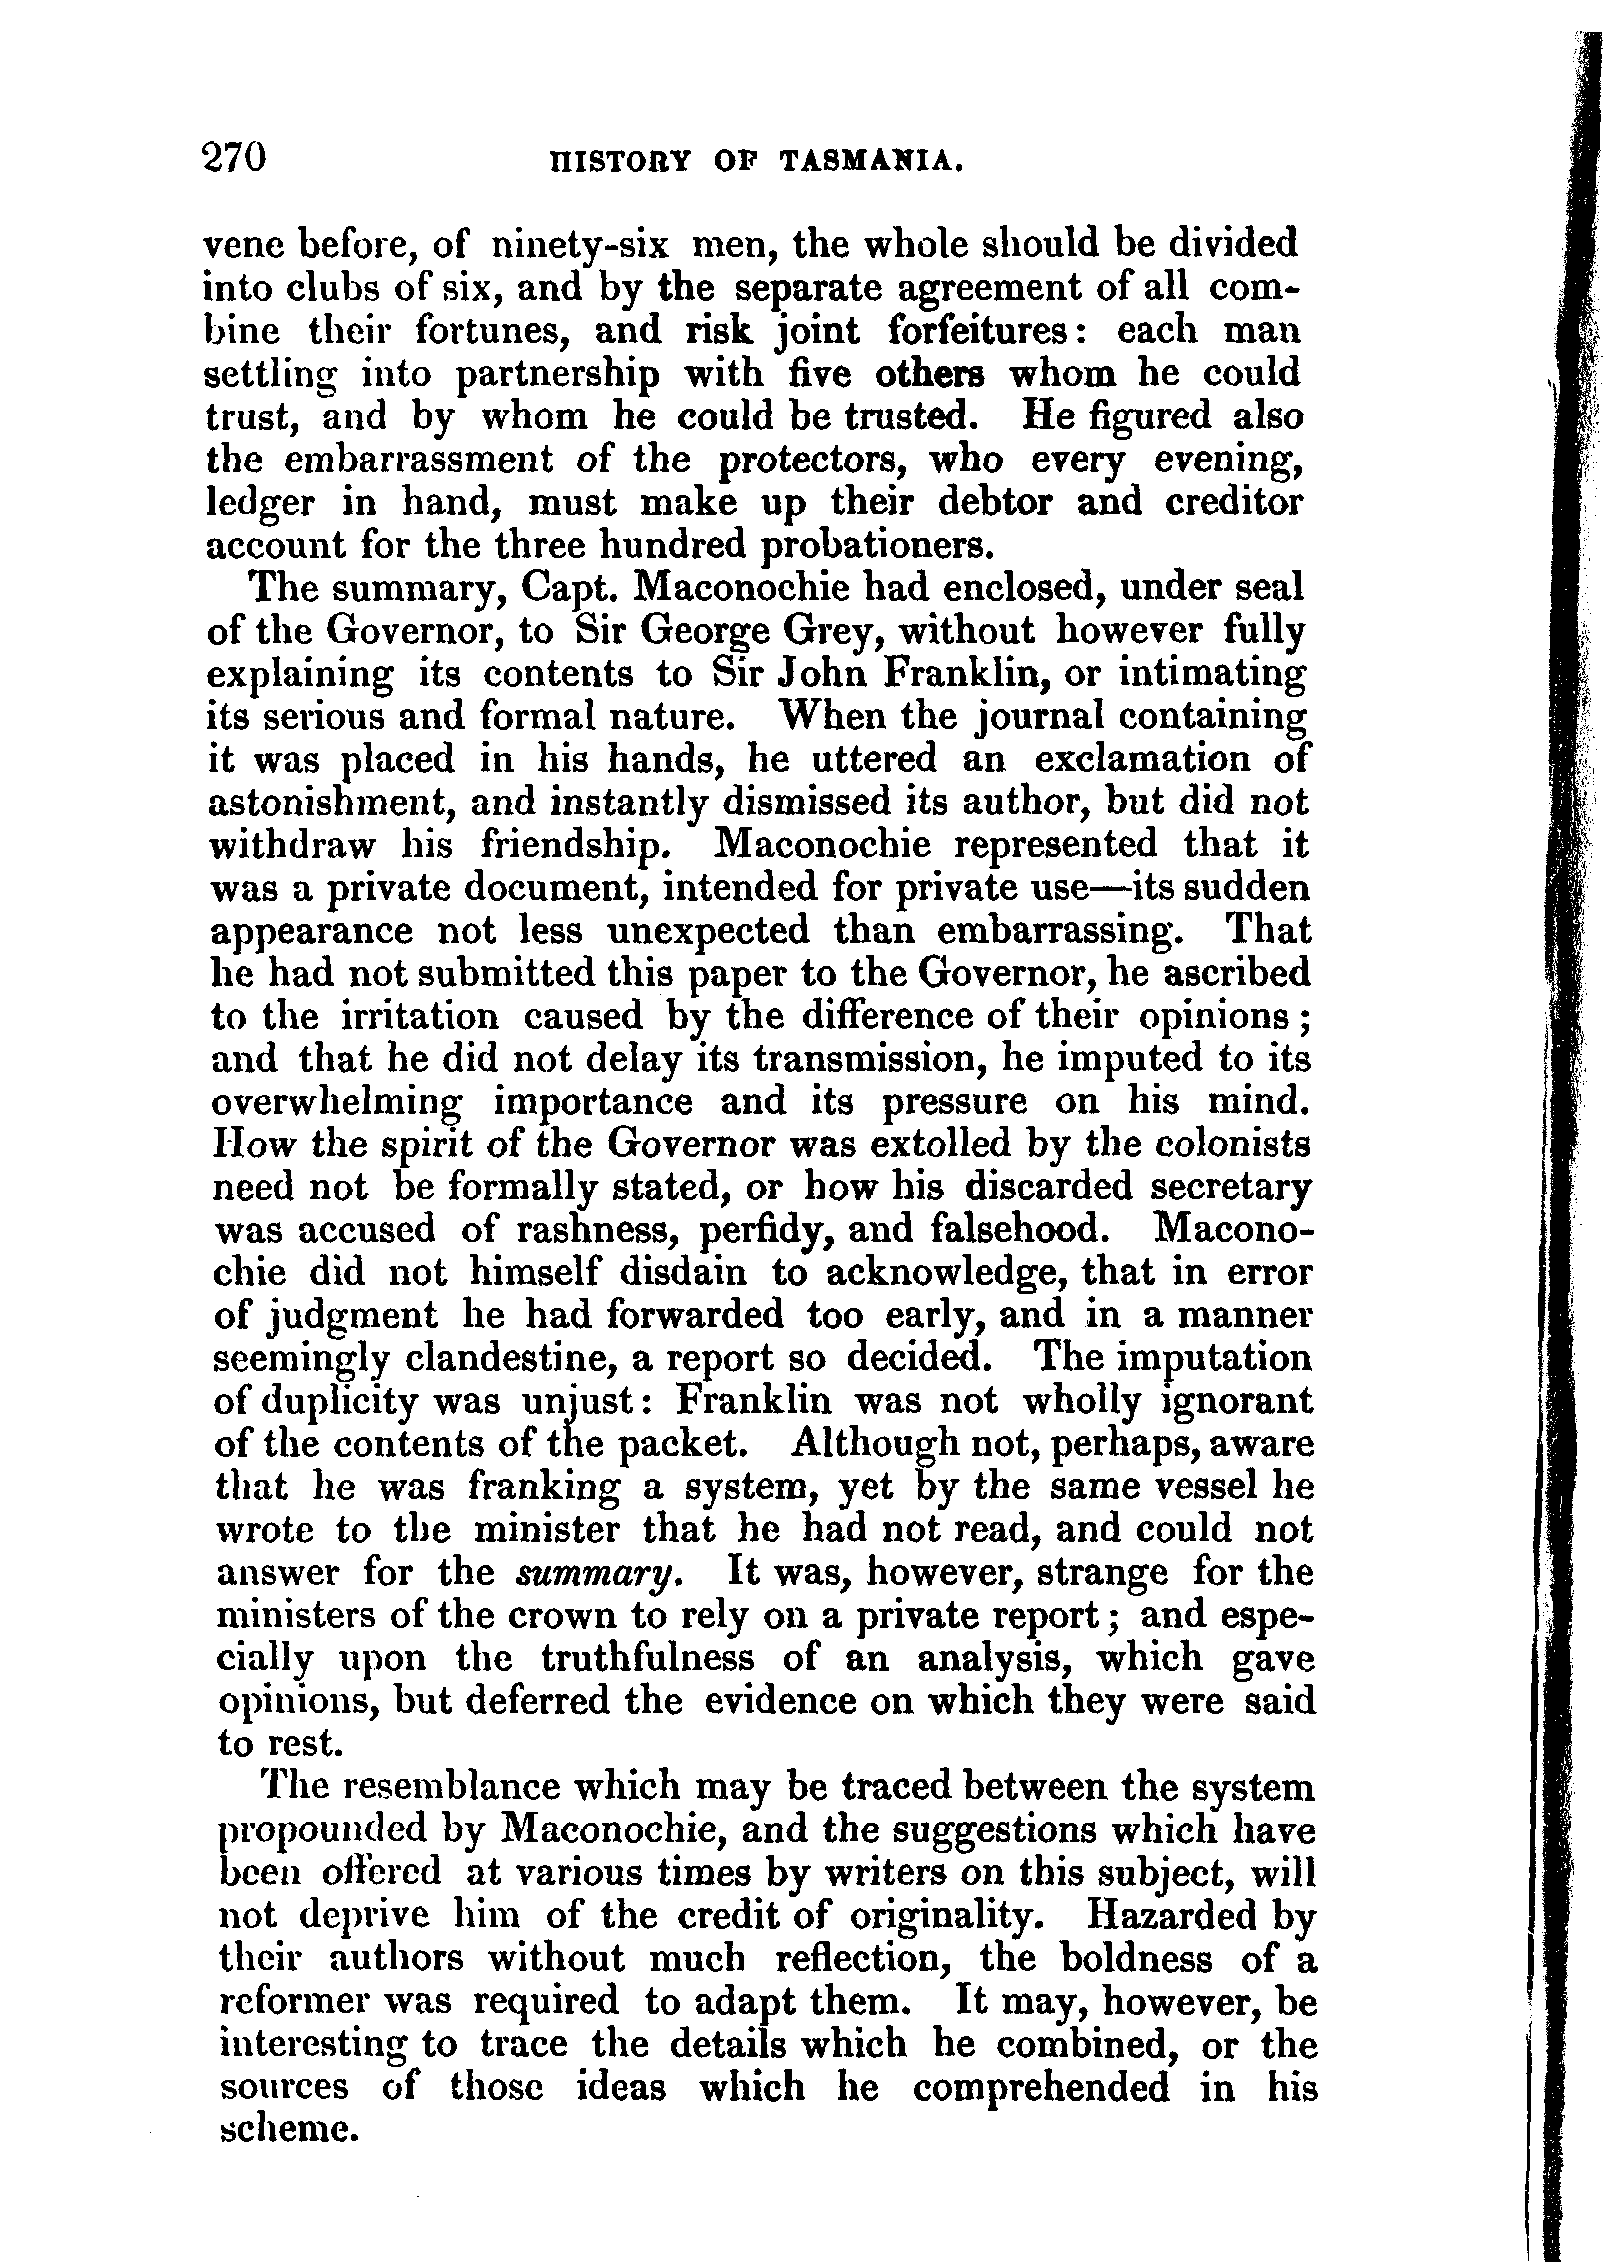 270 HISTORY OF TASMANIA.
vene before, of ninety-six men, the whole should be divided
into clubs of six, and by the separate agreement of all com-
bine their fortunes, and risk joint forfeitures: each man
settling into partnership with five others whom he could
trust, and by whom he could be trusted. He figured also
the embarrassment of the protectors, who every evening,
ledger in hand, must make up their debtor and creditor
account for the three hundred probationers.
The summary, Capt. Maconochie had enclosed, under seal
of the Governor, to Sir George Grey, without however fully
explaining its contents to Sir John Franklin, or intimating
its serious and formal nature. When the journal containing
it was placed in his hands, he uttered an exclamation of
astonishment, and instantly dismissed its author, but did not
withdraw his friendship. Maconochie represented that it
was a private document, intended for private use—its sudden
appearance not less unexpected than embarrassing. That
he had not submitted this paper to the Governor, he ascribed
to the irritation caused by the difference of their opinions;
and that he did not delay its transmission, he imputed to its
overwhelming importance and its pressure on his mind.
How the spirit of the Governor was extolled by the colonists
need not be formally stated, or how his discarded secretary
was accused of rashness, perfidy, and falsehood. Macono-
chie did not himself disdain to acknowledge, that in error
of judgment he had forwarded too early, and in a manner
seemingly clandestine, a report so decided. The imputation
of duplicity was unjust: Franklin was not wholly ignorant
of the contents of the packet. Although not, perhaps, aware
that he was franking a system, yet by the same vessel he
wrote to the minister that he had not read, and could not
answer for the summary. It was, however, strange for the
ministers of the crown to rely on a private report; and espe-
cially upon the truthfulness of an analysis, which gave
opinions, but deferred the evidence on which they were said
to rest.
The resemblance which may be traced between the system
propounded by Maconochie, and the suggestions which have
been offered at various times by writers on this subject, will
not deprive him of the credit of originality. Hazarded by
their authors without much reflection, the boldness of a
reformer was required to adapt them. It may, however, be
interesting to trace the details which he combined, or the
sources of those ideas which he comprehended in his
scheme.